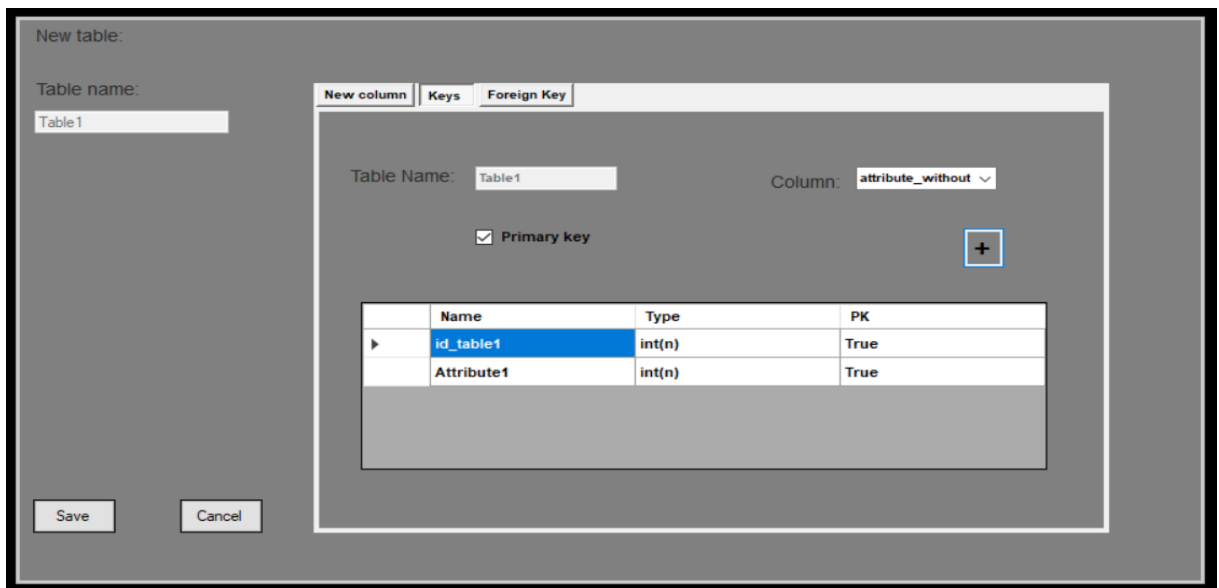 New table:
Table name:
Table1
New column Keys Foreign Key
Table Name: Table1 Column: attribute_without
Primary key
+
Name Type PK
id_table1 int(n) True
Attribute1 int(n) True
Save Cancel